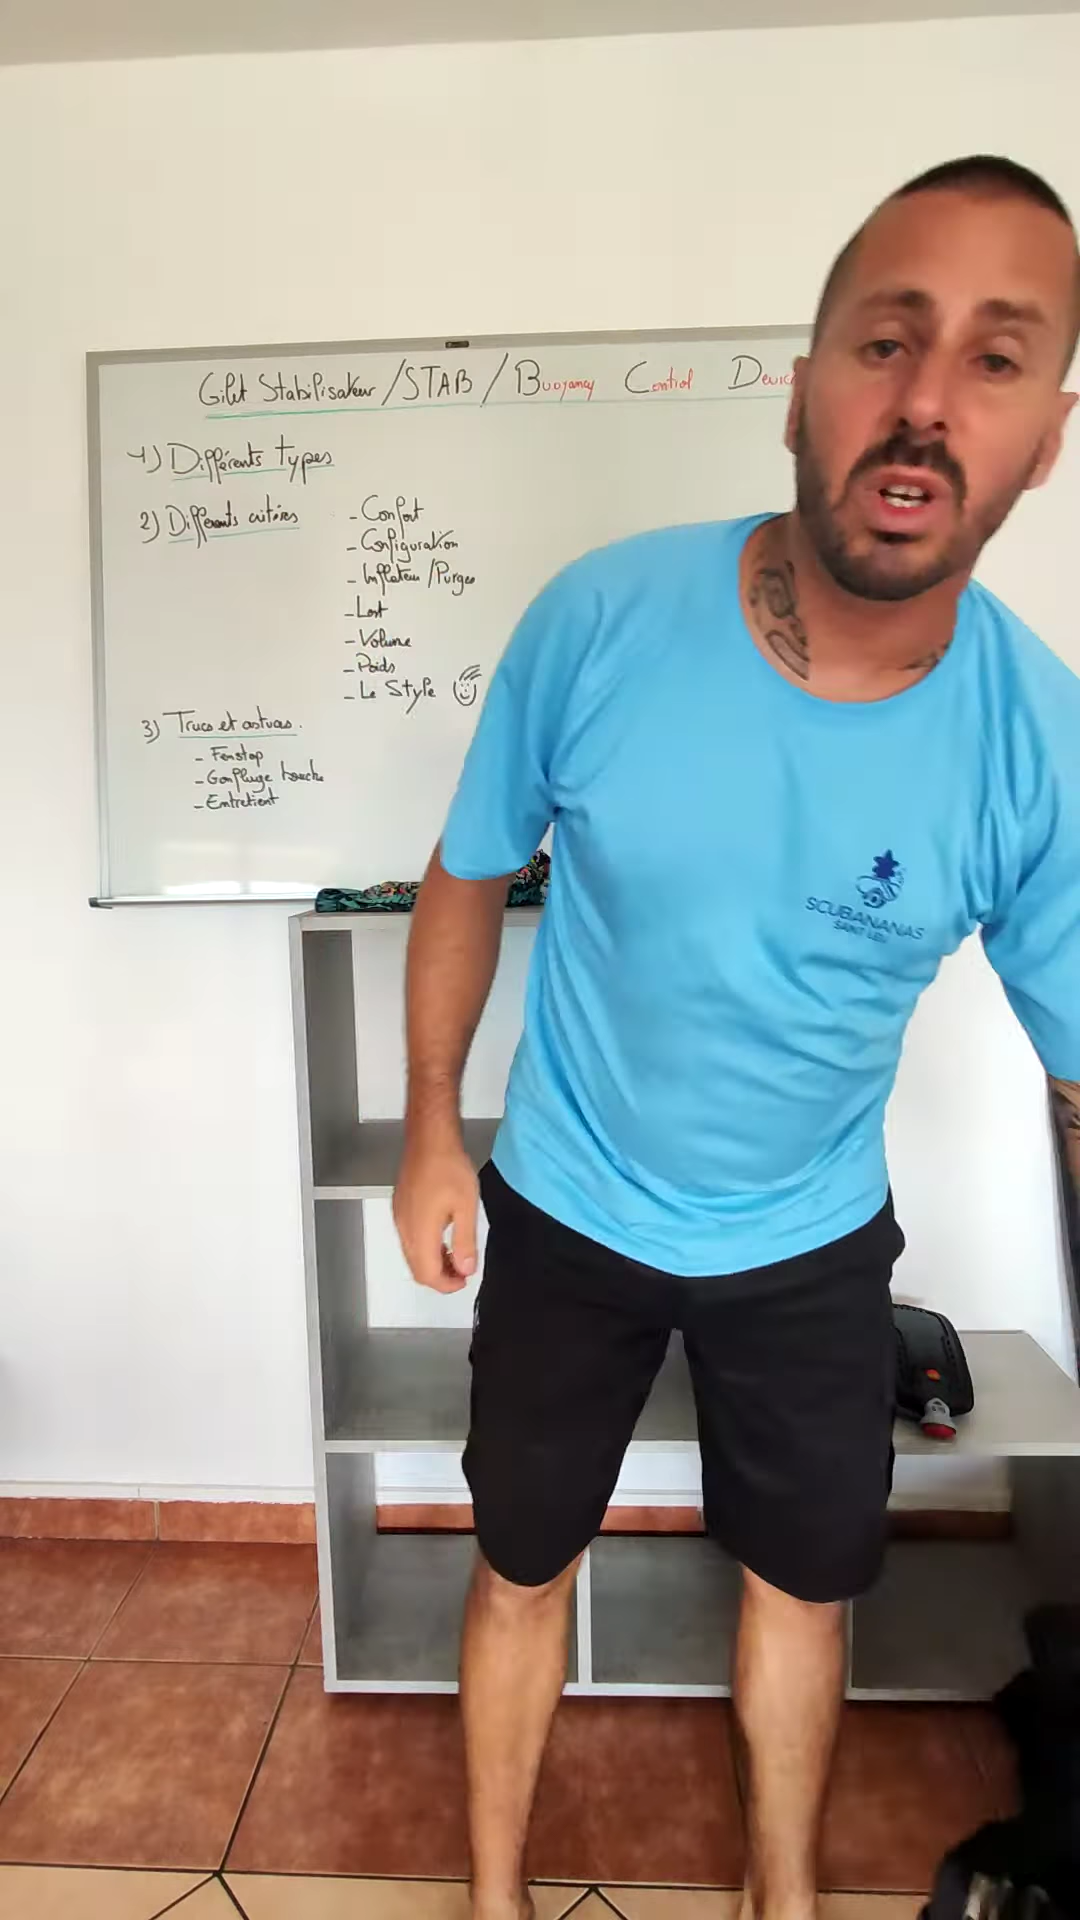 Gilet Stabilisateur / STAB / Buoyancy Control Devic
1) Différents types
2) Différents critères
- Confort
- Configuration
- Inflateur / Purges
- Lest
- Volume
- Poids
- Le Style
3) Trucs et astuces.
- Fenstop
- Gonflage bouche
- Entretient
SCUBANANAS
SAINT LEU